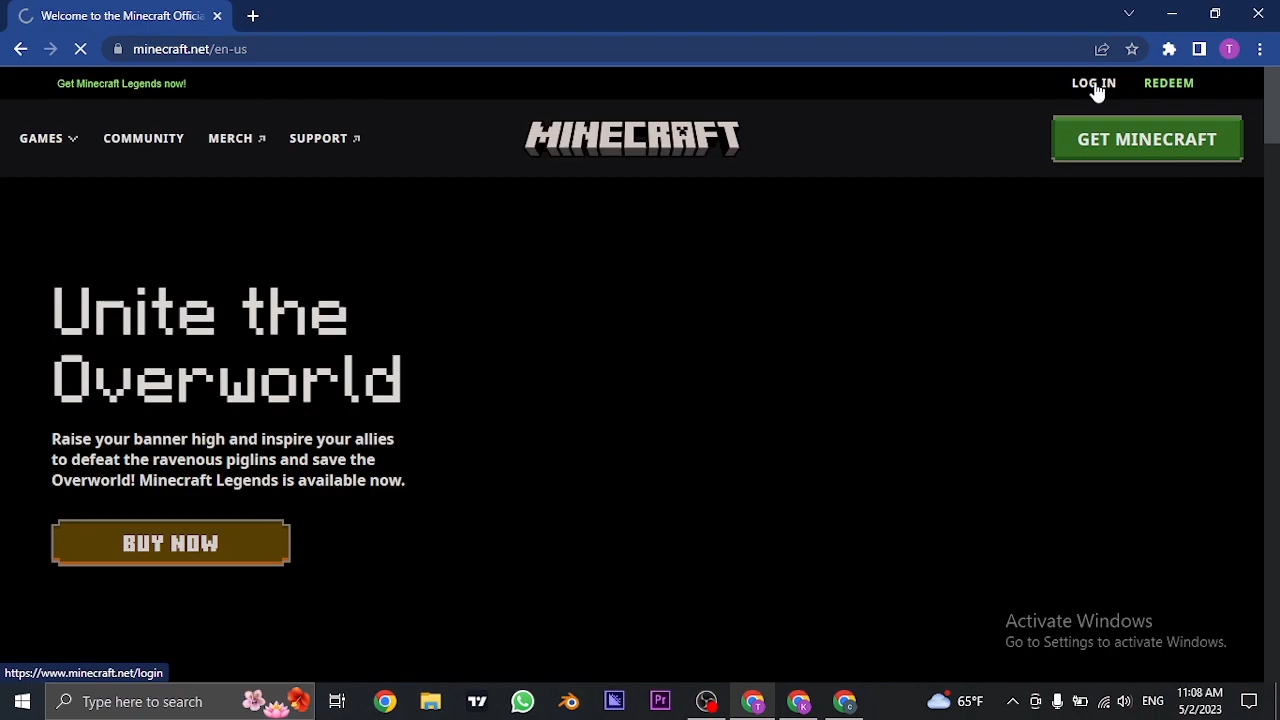 Welcome to the Minecraft Offici
minecraft.net/en-us
T
Get Minecraft Legends now!
LOG IN
REDEEM
GAMES
COMMUNITY
MERCH
SUPPORT
MINECRAFT
GET MINECRAFT
Unite the
Overworld
Raise your banner high and inspire your allies
to defeat the ravenous piglins and save the
Overworld! Minecraft Legends is available now.
BUY NOW
Activate Windows
Go to Settings to activate Windows.
https://www.minecraft.net/login
Type here to search
Pr
T
K
65°F
ENG
11:08 AM
5/2/2023